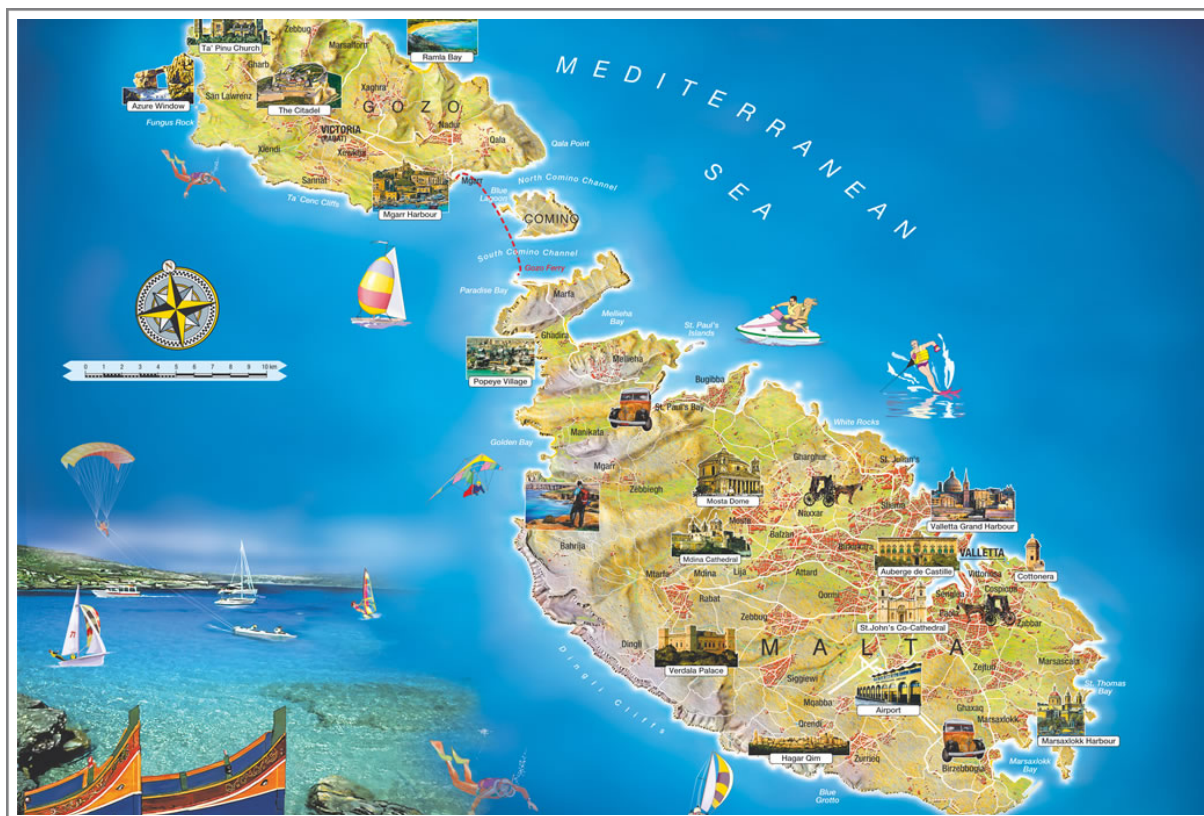 Ta' Pinu Church
Zebbug
Marsalforn
Ramla Bay
Gharb
Azure Window
San Lawrenz
The Citadel
Xaghra
GOZO
Fungus Rock
VICTORIA
(RABAT)
Nadur
Qala
Qala Point
Xlendi
Xewkija
Sannat
Ta' Cenc Cliffs
Mgarr Harbour
Mgarr
North Comino Channel
Blue
Lagoon
COMINO
South Comino Channel
Gozo Ferry
MEDITERRANEAN
SEA
N
0 1 2 3 4 5 6 7 8 9 10 km
Paradise Bay
Marfa
Mellieha
Bay
St. Paul's
Islands
Ghadira
Popeye Village
Mellieha
Bugibba
St. Paul's Bay
Manikata
Golden Bay
White Rocks
Mgarr
Zebbiegh
Gharghur
St. Julian's
Mosta Dome
Naxxar
Sliema
Valletta Grand Harbour
Mosta
Balzan
Birkirkara
Bahrija
Mdina Cathedral
VALLETTA
Auberge de Castille
Cottonera
Mtarfa
Mdina
Lija
Attard
Vittoriosa
Cospicua
Rabat
Qormi
Senglea
Paola
Zebbug
St.John's Co-Cathedral
Zabbar
Dingli
Verdala Palace
MALTA
Dingli Cliffs
Siggiewi
Zejtun
Marsascala
St. Thomas
Bay
Mqabba
Airport
Ghaxaq
Marsaxlokk
Qrendi
Marsaxlokk Harbour
Hagar Qim
Zurrieq
Birzebbugia
Marsaxlokk
Bay
Blue
Grotto